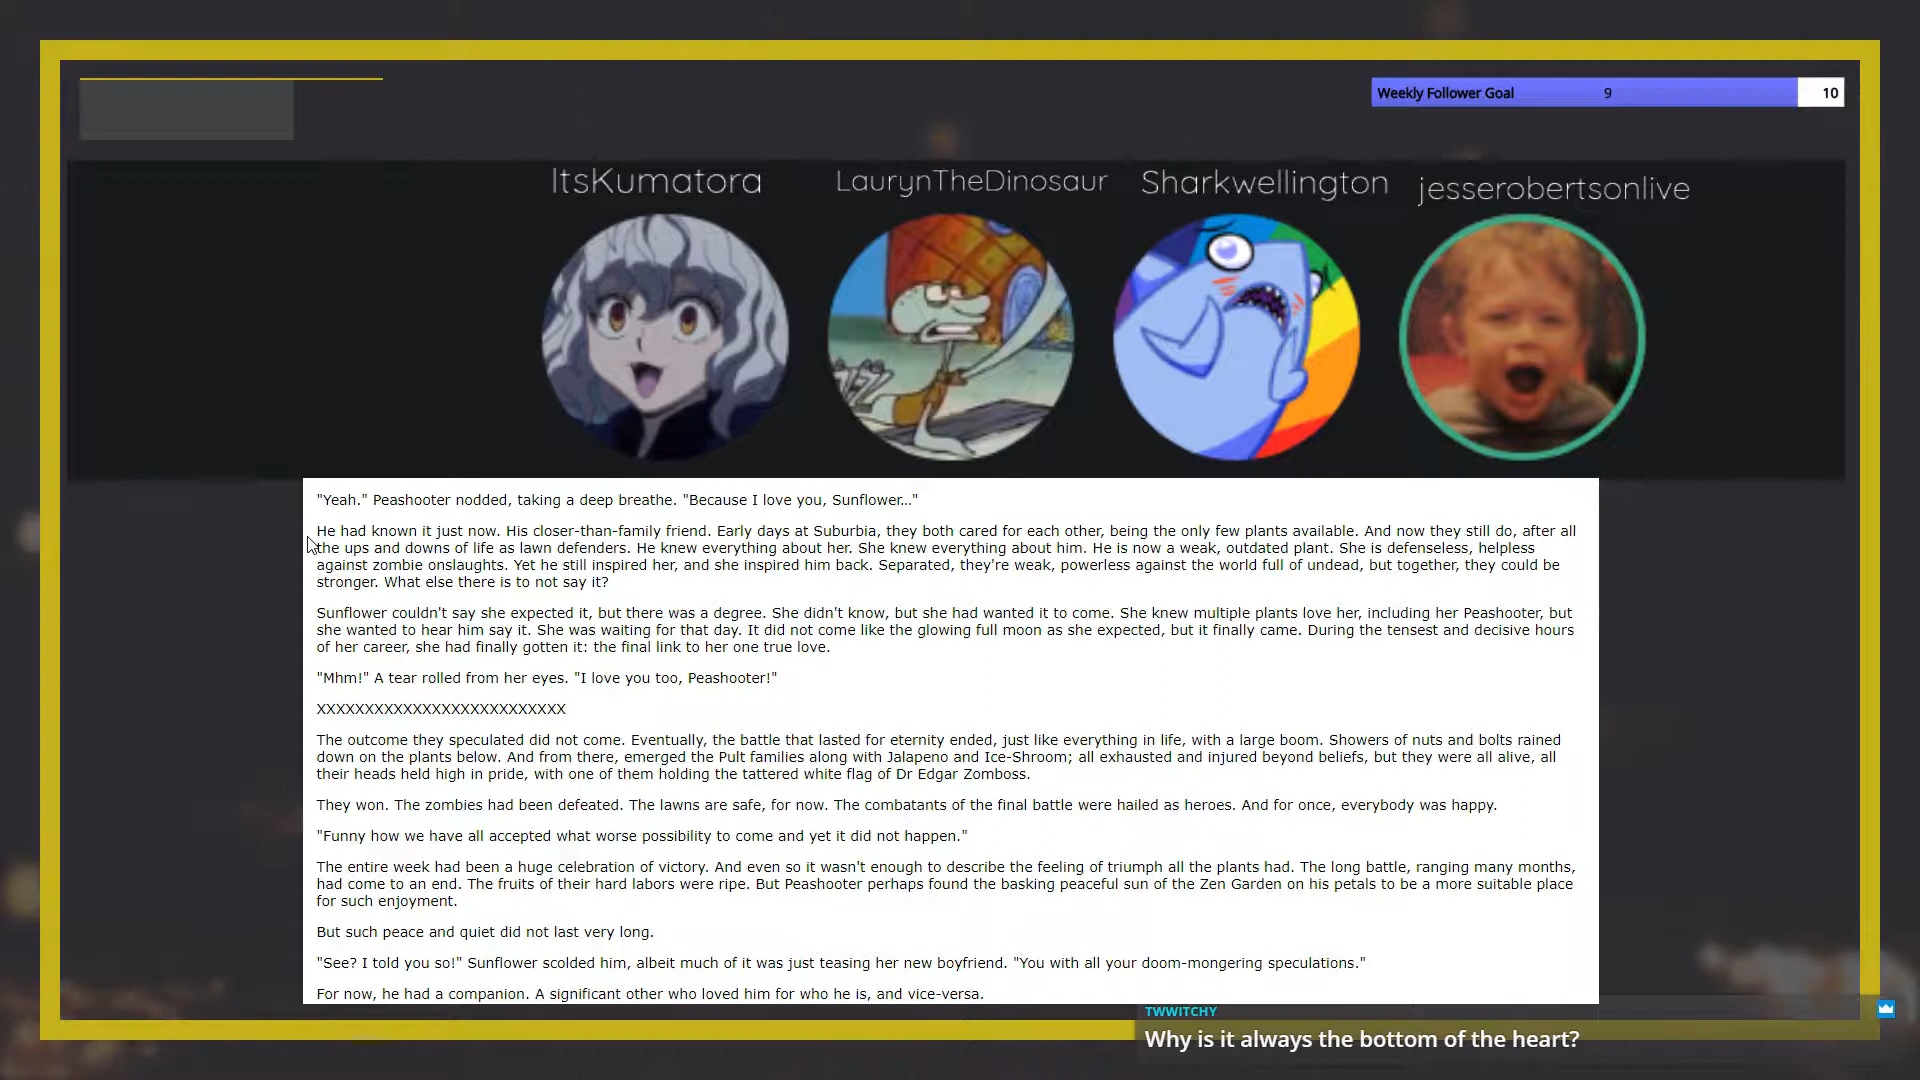 Weekly Follower Goal 9 10
ItsKumatora LaurynTheDinosaur Sharkwellington jesserobertsonlive
"Yeah." Peashooter nodded, taking a deep breathe. "Because I love you, Sunflower..."
He had known it just now. His closer-than-family friend. Early days at Suburbia, they both cared for each other, being the only few plants available. And now they still do, after all
the ups and downs of life as lawn defenders. He knew everything about her. She knew everything about him. He is now a weak, outdated plant. She is defenseless, helpless
against zombie onslaughts. Yet he still inspired her, and she inspired him back. Separated, they're weak, powerless against the world full of undead, but together, they could be
stronger. What else there is to not say it?
Sunflower couldn't say she expected it, but there was a degree. She didn't know, but she had wanted it to come. She knew multiple plants love her, including her Peashooter, but
she wanted to hear him say it. She was waiting for that day. It did not come like the glowing full moon as she expected, but it finally came. During the tensest and decisive hours
of her career, she had finally gotten it: the final link to her one true love.
"Mhm!" A tear rolled from her eyes. "I love you too, Peashooter!"
XXXXXXXXXXXXXXXXXXXXXXXXXX
The outcome they speculated did not come. Eventually, the battle that lasted for eternity ended, just like everything in life, with a large boom. Showers of nuts and bolts rained
down on the plants below. And from there, emerged the Pult families along with Jalapeno and Ice-Shroom; all exhausted and injured beyond beliefs, but they were all alive, all
their heads held high in pride, with one of them holding the tattered white flag of Dr Edgar Zomboss.
They won. The zombies had been defeated. The lawns are safe, for now. The combatants of the final battle were hailed as heroes. And for once, everybody was happy.
"Funny how we have all accepted what worse possibility to come and yet it did not happen."
The entire week had been a huge celebration of victory. And even so it wasn't enough to describe the feeling of triumph all the plants had. The long battle, ranging many months,
had come to an end. The fruits of their hard labors were ripe. But Peashooter perhaps found the basking peaceful sun of the Zen Garden on his petals to be a more suitable place
for such enjoyment.
But such peace and quiet did not last very long.
"See? I told you so!" Sunflower scolded him, albeit much of it was just teasing her new boyfriend. "You with all your doom-mongering speculations."
For now, he had a companion. A significant other who loved him for who he is, and vice-versa.
TWWITCHY
Why is it always the bottom of the heart?